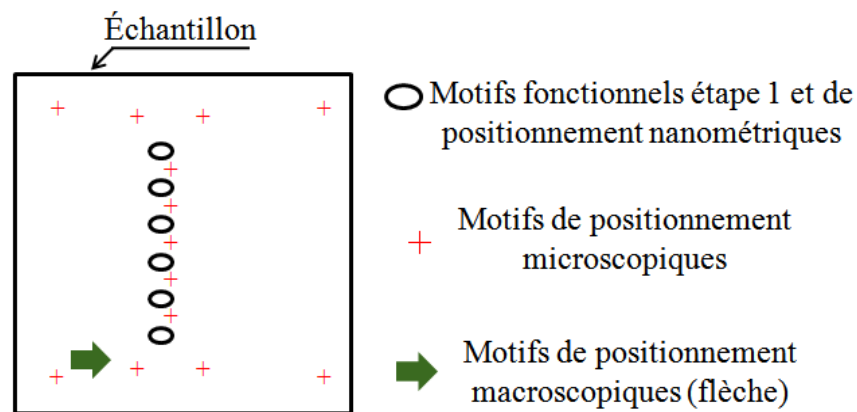 Échantillon
Motifs fonctionnels étape 1 et de
positionnement nanométriques
Motifs de positionnement
microscopiques
Motifs de positionnement
macroscopiques (flèche)